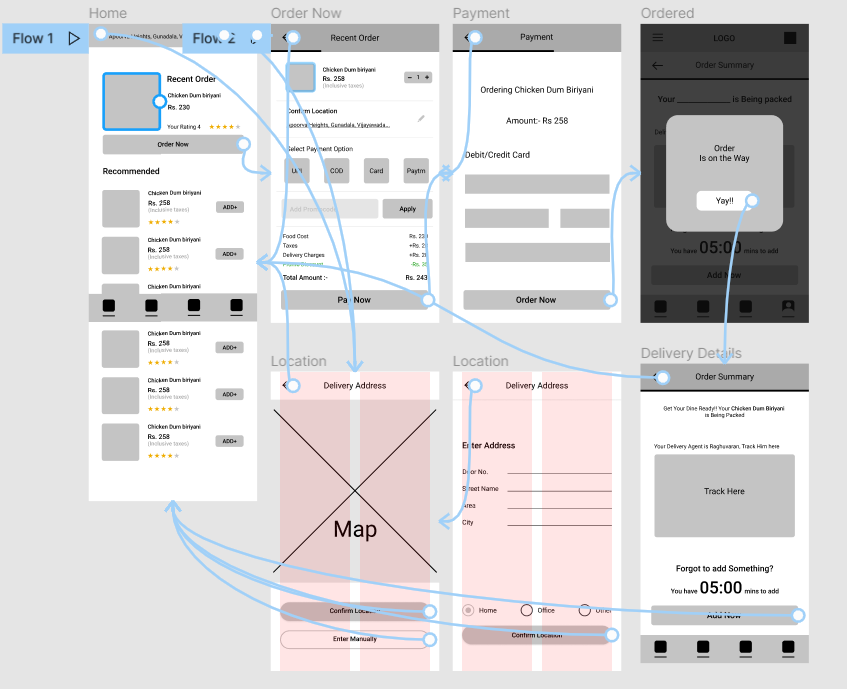 Home
Order Now
Payment
Ordered
Flow 1
Flow 2
Heights, Gunadala, V
Recent Order
Chicken Dum biriyani
Rs. 230
Your Rating 4
Order Now
Recommended
Chicken Dum biriyani
Rs. 258
(Inclusive taxes)
ADD+
Chicken Dum biriyani
Rs. 258
(Inclusive taxes)
ADD+
Chicken Dum biriyani
Chicken Dum biriyani
Rs. 258
(Inclusive taxes)
ADD+
Chicken Dum biriyani
Rs. 258
(Inclusive taxes)
ADD+
Chicken Dum biriyani
Rs. 258
(Inclusive taxes)
ADD+
Recent Order
Chicken Dum biriyani
Rs. 258
(Inclusive taxes)
− 1 +
Confirm Location
Apoorva Heights, Gunadala, Vijayawada...
Select Payment Option
UPI
COD
Card
Paytm
Add Promocode
Apply
Food Cost
Rs. 230
Taxes
Delivery Charges
Total Amount :-
Rs. 243
Pay Now
Payment
Ordering Chicken Dum Biriyani
Amount:- Rs 258
Debit/Credit Card
Order Now
LOGO
Order Summary
Your ____________ is Being packed
Order
Is on the Way
Yay!!
You have 05:00 mins to add
Add Now
Location
Delivery Address
Map
Confirm Location
Enter Manually
Location
Delivery Address
Enter Address
Door No.
Street Name
Area
City
Home
Office
Other
Confirm Location
Delivery Details
Order Summary
Get Your Dine Ready!! Your Chicken Dum Biriyani
is Being Packed
Your Delivery Agent is Raghuvaran, Track Him here
Track Here
Forgot to add Something?
You have 05:00 mins to add
Add Now